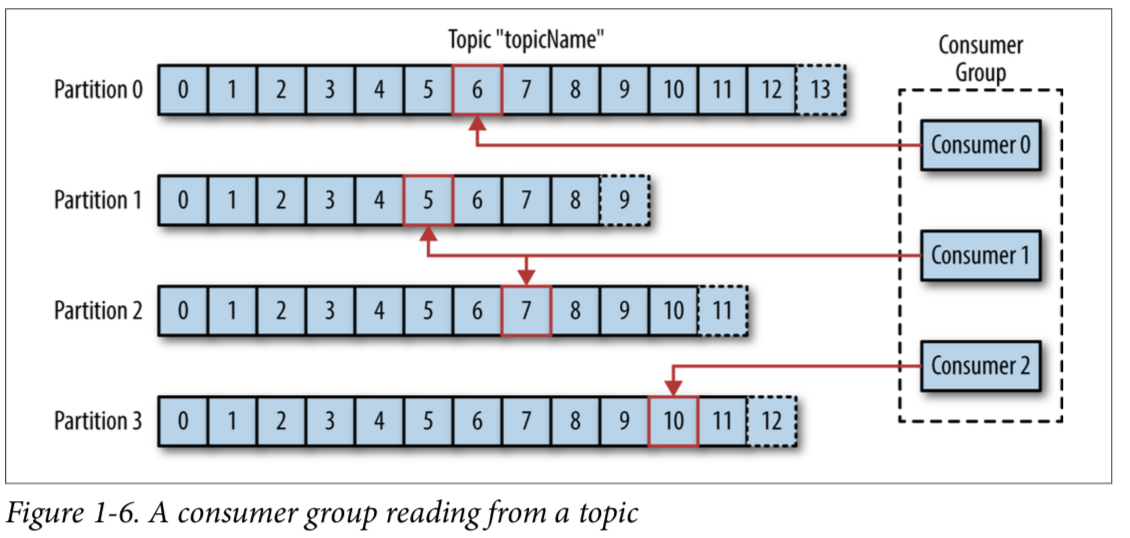 Topic "topicName"
Consumer
Group
Partition 0 0 1 2 3 4 5 6 7 8 9 10 11 12 13
Consumer 0
Partition 1 0 1 2 3 4 5 6 7 8 9
Consumer 1
Partition 2 0 1 2 3 4 5 6 7 8 9 10 11
Consumer 2
Partition 3 0 1 2 3 4 5 6 7 8 9 10 11 12
Figure 1-6. A consumer group reading from a topic